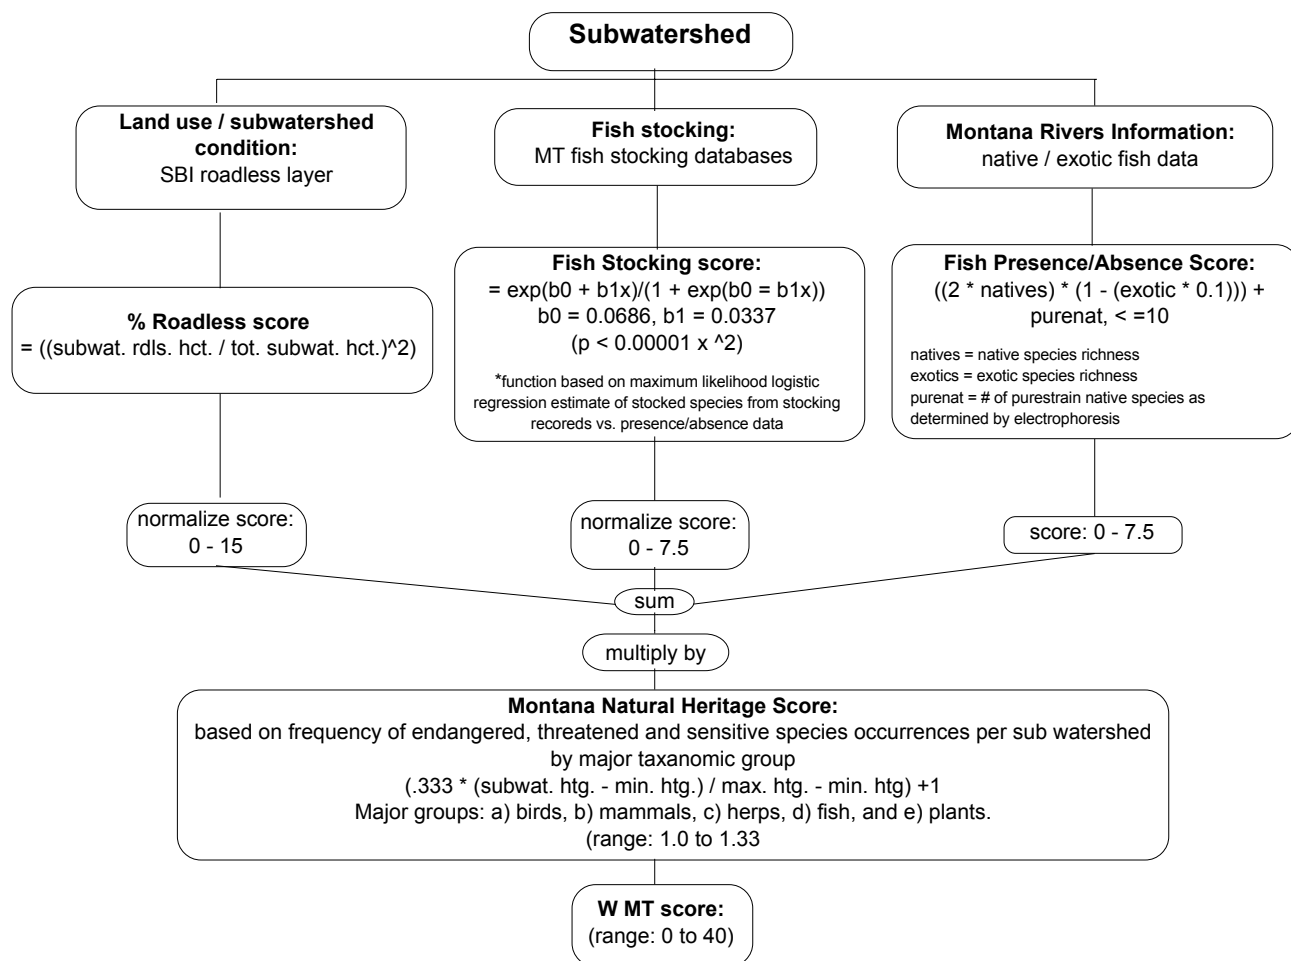 Subwatershed
Land use / subwatershed
condition:
SBI roadless layer
Fish stocking:
MT fish stocking databases
Montana Rivers Information:
native / exotic fish data
% Roadless score
= ((subwat. rdls. hct. / tot. subwat. hct.)^2)
Fish Stocking score:
= exp(b0 + b1x)/(1 + exp(b0 = b1x))
b0 = 0.0686, b1 = 0.0337
(p < 0.00001 x ^2)
*function based on maximum likelihood logistic
regression estimate of stocked species from stocking
recoreds vs. presence/absence data
Fish Presence/Absence Score:
((2 * natives) * (1 - (exotic * 0.1))) +
purenat, < =10
natives = native species richness
exotics = exotic species richness
purenat = # of purestrain native species as
determined by electrophoresis
normalize score:
0 - 15
normalize score:
0 - 7.5
score: 0 - 7.5
sum
multiply by
Montana Natural Heritage Score:
based on frequency of endangered, threatened and sensitive species occurrences per sub watershed
by major taxanomic group
(.333 * (subwat. htg. - min. htg.) / max. htg. - min. htg) +1
Major groups: a) birds, b) mammals, c) herps, d) fish, and e) plants.
(range: 1.0 to 1.33
W MT score:
(range: 0 to 40)